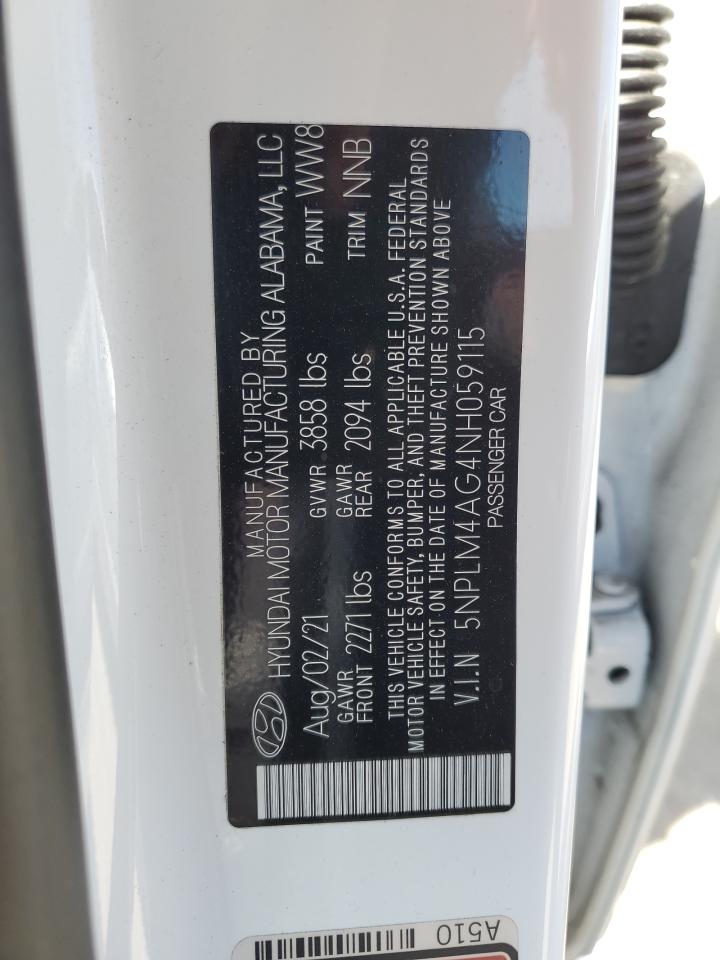 MANUFACTURED BY
HYUNDAI MOTOR MANUFACTURING ALABAMA, LLC
Aug/02/21 GVWR 3858 lbs PAINT WW8
GAWR FRONT 2271 lbs GAWR REAR 2094 lbs TRIM NNB
THIS VEHICLE CONFORMS TO ALL APPLICABLE U.S.A. FEDERAL
MOTOR VEHICLE SAFETY, BUMPER, AND THEFT PREVENTION STANDARDS
IN EFFECT ON THE DATE OF MANUFACTURE SHOWN ABOVE
V.I.N 5NPLM4AG4NH059115
PASSENGER CAR
A510